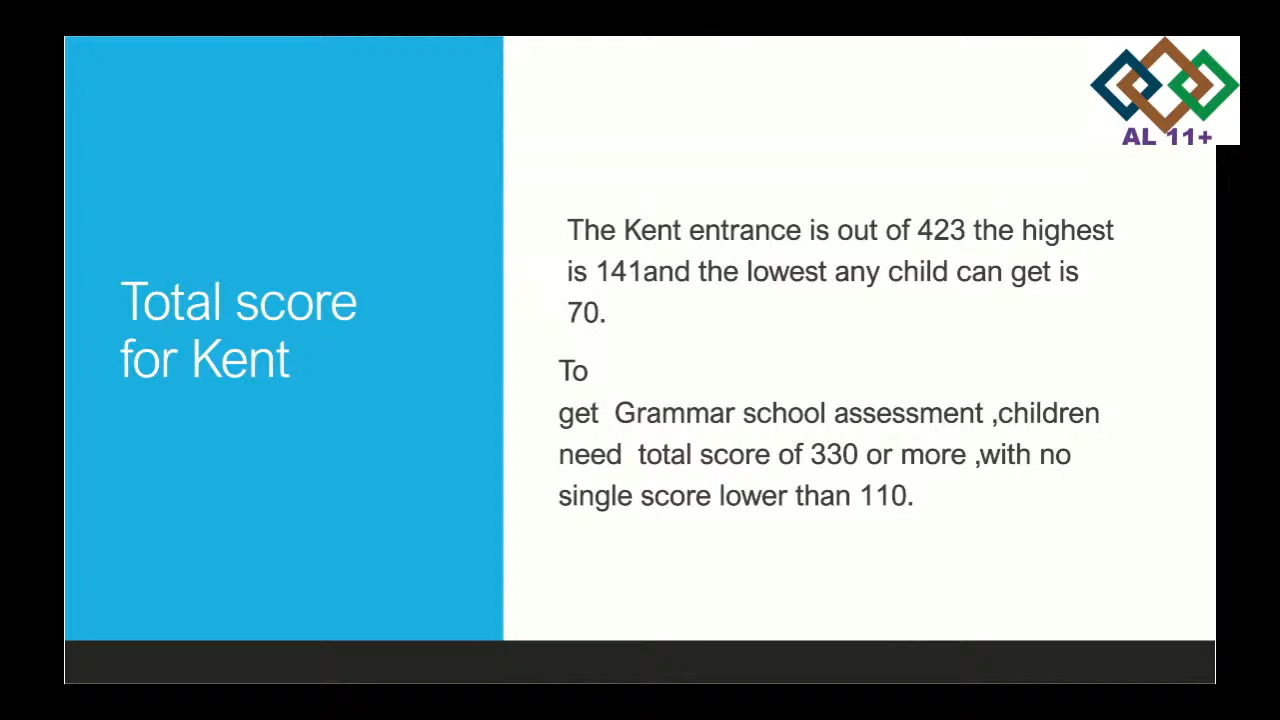 AL 11+
Total score
for Kent
The Kent entrance is out of 423 the highest
is 141and the lowest any child can get is
70.
To
get  Grammar school assessment ,children
need  total score of 330 or more ,with no
single score lower than 110.